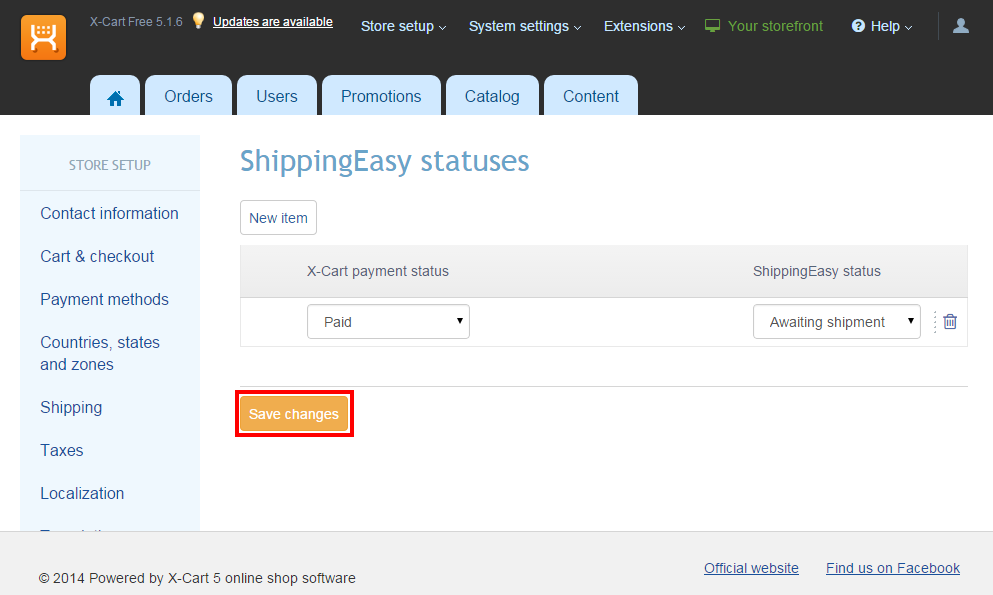 X-Cart Free 5.1.6 Updates are available Store setup System settings Extensions Your storefront Help
Orders Users Promotions Catalog Content
STORE SETUP
Contact information
Cart & checkout
Payment methods
Countries, states
and zones
Shipping
Taxes
Localization
ShippingEasy statuses
New item
X-Cart payment status ShippingEasy status
Paid Awaiting shipment
Save changes
© 2014 Powered by X-Cart 5 online shop software
Official website Find us on Facebook